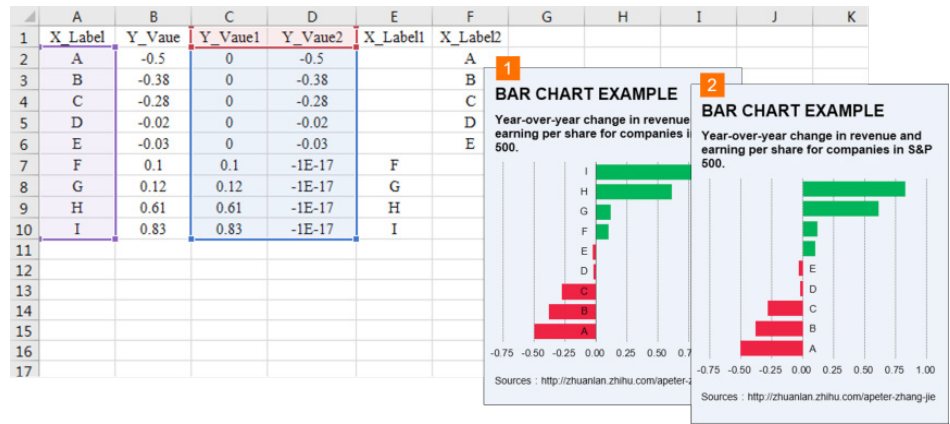 A B C D E F G H I J K
1 X_Label Y_Vaue Y_Vaue1 Y_Vaue2 X_Label1 X_Label2
2 A -0.5 0 -0.5 A
3 B -0.38 0 -0.38 B
4 C -0.28 0 -0.28 C
5 D -0.02 0 -0.02 D
6 E -0.03 0 -0.03 E
7 F 0.1 0.1 -1E-17 F
8 G 0.12 0.12 -1E-17 G
9 H 0.61 0.61 -1E-17 H
10 I 0.83 0.83 -1E-17 I
11
12
13
14
15
16
17
1
BAR CHART EXAMPLE
Year-over-year change in revenue
earning per share for companies
500.
I
H
G
F
E
D
C
B
A
-0.75 -0.50 -0.25 0.00 0.25 0.50
Sources : http://zhuanlan.zhihu.com/apeter-
2
BAR CHART EXAMPLE
Year-over-year change in revenue and
earning per share for companies in S&P
500.
E
D
C
B
A
-0.75 -0.50 -0.25 0.00 0.25 0.50 0.75 1.00
Sources : http://zhuanlan.zhihu.com/apeter-zhang-jie